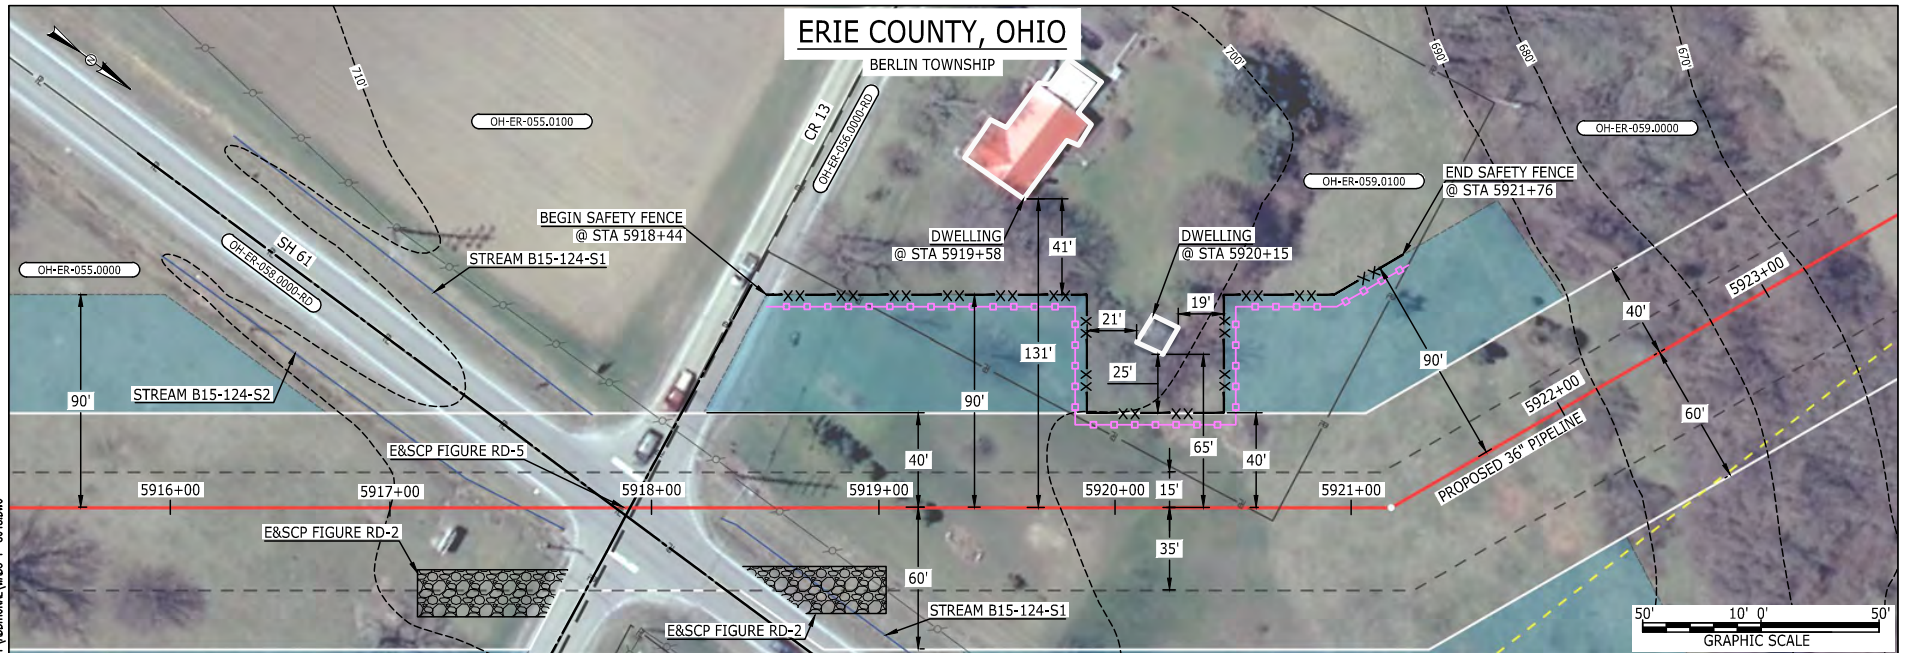 ERIE COUNTY, OHIO
BERLIN TOWNSHIP
N
710'
700'
690'
680'
670'
OH-ER-055.0100
CR 13
OH-ER-056.0000-RD
OH-ER-059.0000
OH-ER-059.0100
END SAFETY FENCE
@ STA 5921+76
BEGIN SAFETY FENCE
@ STA 5918+44
DWELLING
@ STA 5919+58
41'
DWELLING
@ STA 5920+15
SH 61
OH-ER-058.0000-RD
STREAM B15-124-S1
OH-ER-055.0000
5923+00
19'
21'
40'
131'
90'
25'
STREAM B15-124-S2
90'
90'
5922+00
60'
65'
PROPOSED 36" PIPELINE
E&SCP FIGURE RD-5
40'
40'
5916+00
5917+00
5918+00
5919+00
5920+00
15'
5921+00
E&SCP FIGURE RD-2
35'
60'
STREAM B15-124-S1
E&SCP FIGURE RD-2
50' 10' 0' 50'
GRAPHIC SCALE